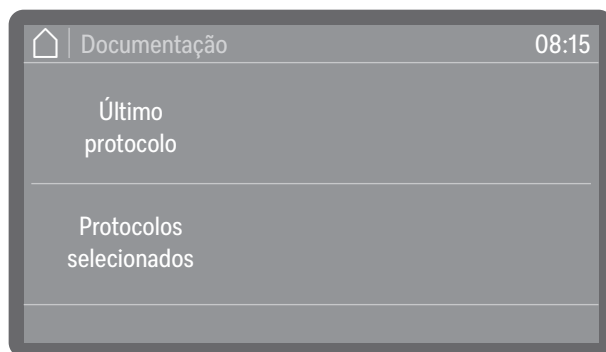 Documentação 08:15
Último
protocolo
Protocolos
selecionados